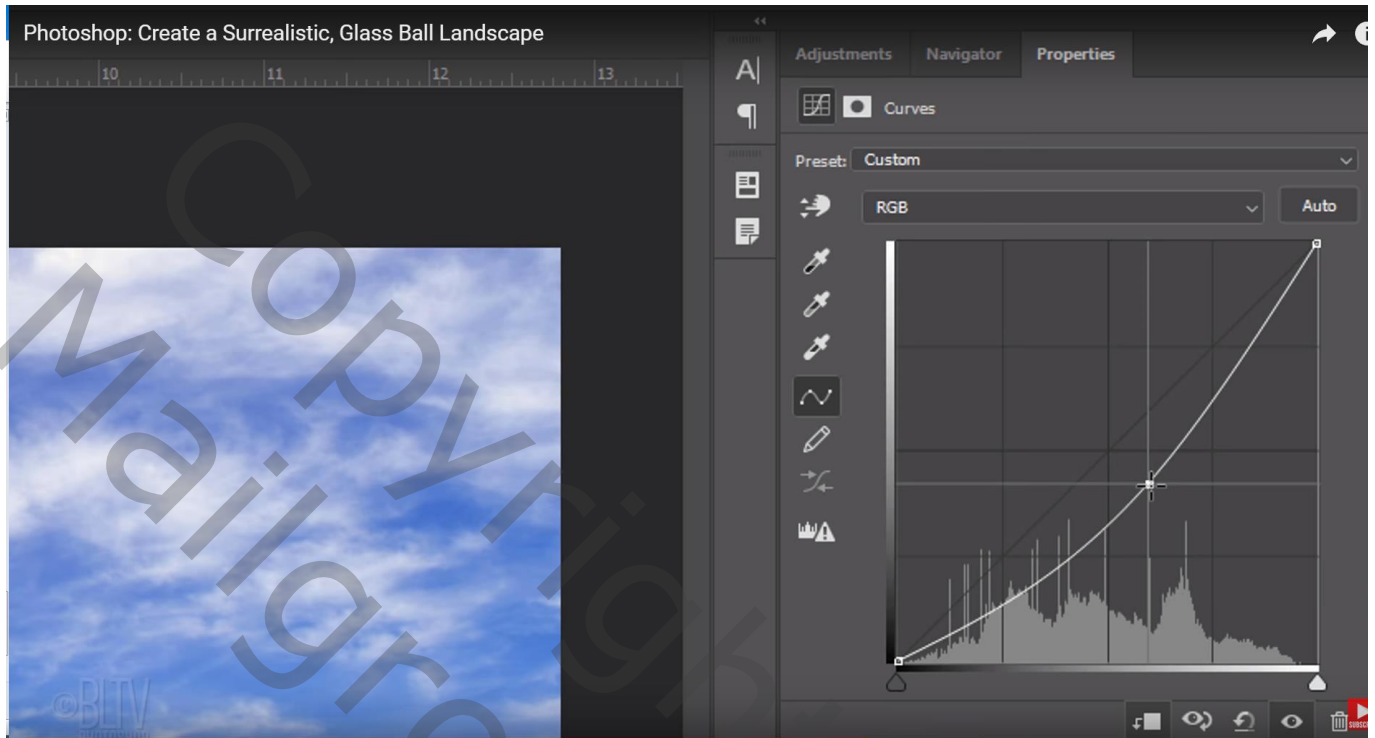 Photoshop: Create a Surrealistic, Glass Ball Landscape
10 11 12 13
A|
Adjustments Navigator Properties
Curves
Preset: Custom
RGB
Auto
Copyright
Mailgro
©BLTV